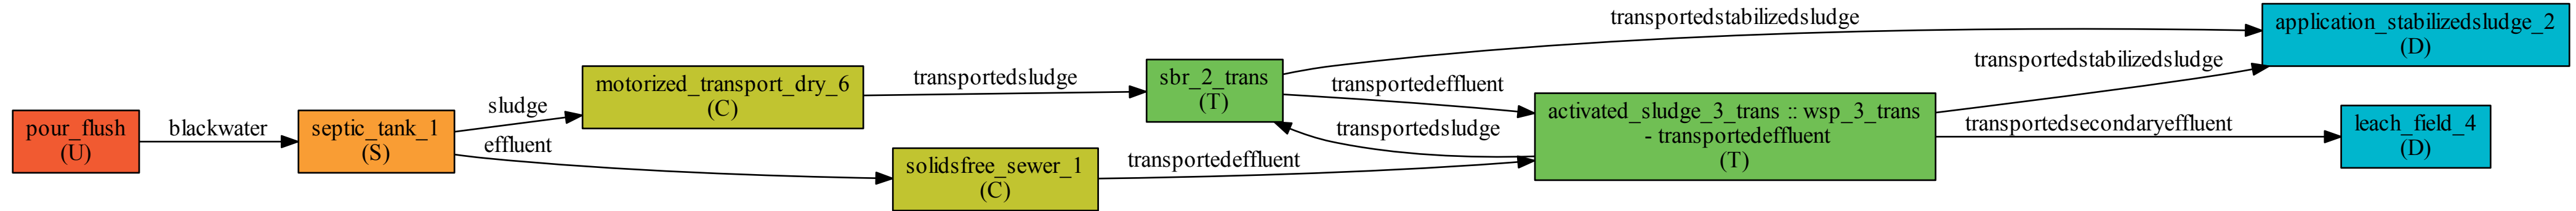 pour_flush
(U)
blackwater
septic_tank_1
(S)
sludge
effluent
motorized_transport_dry_6
(C)
solidsfree_sewer_1
(C)
transportedsludge
transportedeffluent
sbr_2_trans
(T)
transportedstabilizedsludge
transportedeffluent
transportedsludge
activated_sludge_3_trans :: wsp_3_trans
- transportedeffluent
(T)
transportedstabilizedsludge
transportedsecondaryeffluent
application_stabilizedsludge_2
(D)
leach_field_4
(D)